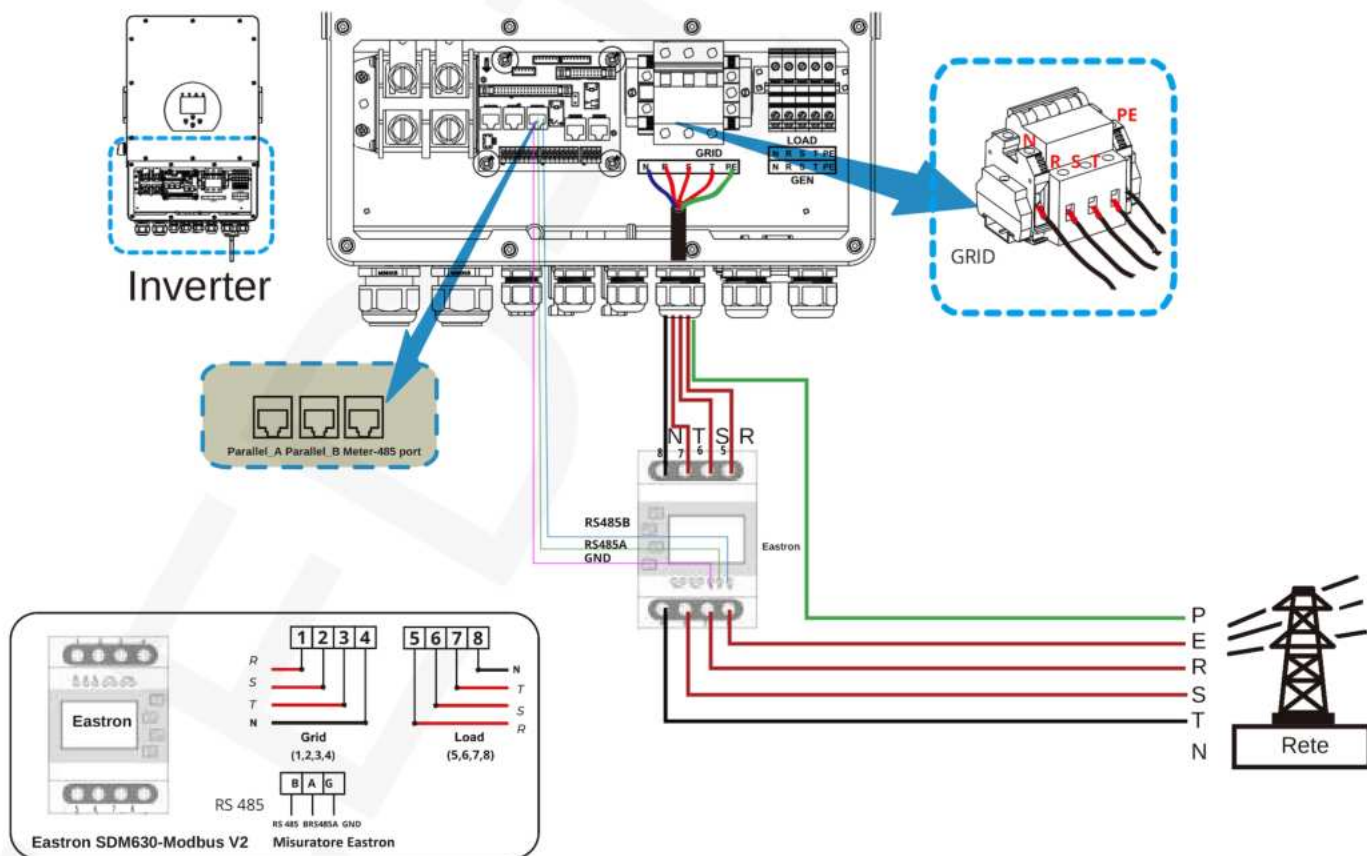 Inverter
LOAD
N R S T PE
N R S T PE
GEN
GRID
N R S T PE
N
R S T
PE
GRID
Parallel_A Parallel_B Meter-485 port
N T S R
8 7 6 5
RS485B
RS485A
GND
Eastron
P
E
R
S
T
N
Rete
1 2 3 4
5 6 7 8
R
S
T
N
N
T
S
R
Grid
(1,2,3,4)
Load
(5,6,7,8)
Eastron
B A G
RS 485
RS 485 BRS485A GND
Eastron SDM630-Modbus V2
Misuratore Eastron